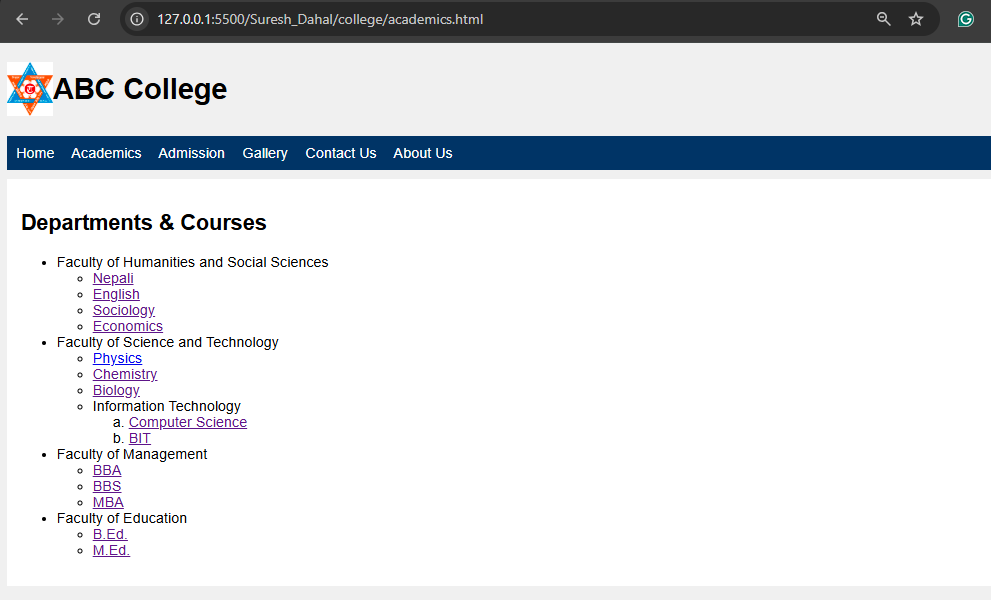 127.0.0.1:5500/Suresh_Dahal/college/academics.html
ABC College
Home Academics Admission Gallery Contact Us About Us
Departments & Courses
• Faculty of Humanities and Social Sciences
◦ Nepali
◦ English
◦ Sociology
◦ Economics
• Faculty of Science and Technology
◦ Physics
◦ Chemistry
◦ Biology
◦ Information Technology
a. Computer Science
b. BIT
• Faculty of Management
◦ BBA
◦ BBS
◦ MBA
• Faculty of Education
◦ B.Ed.
◦ M.Ed.